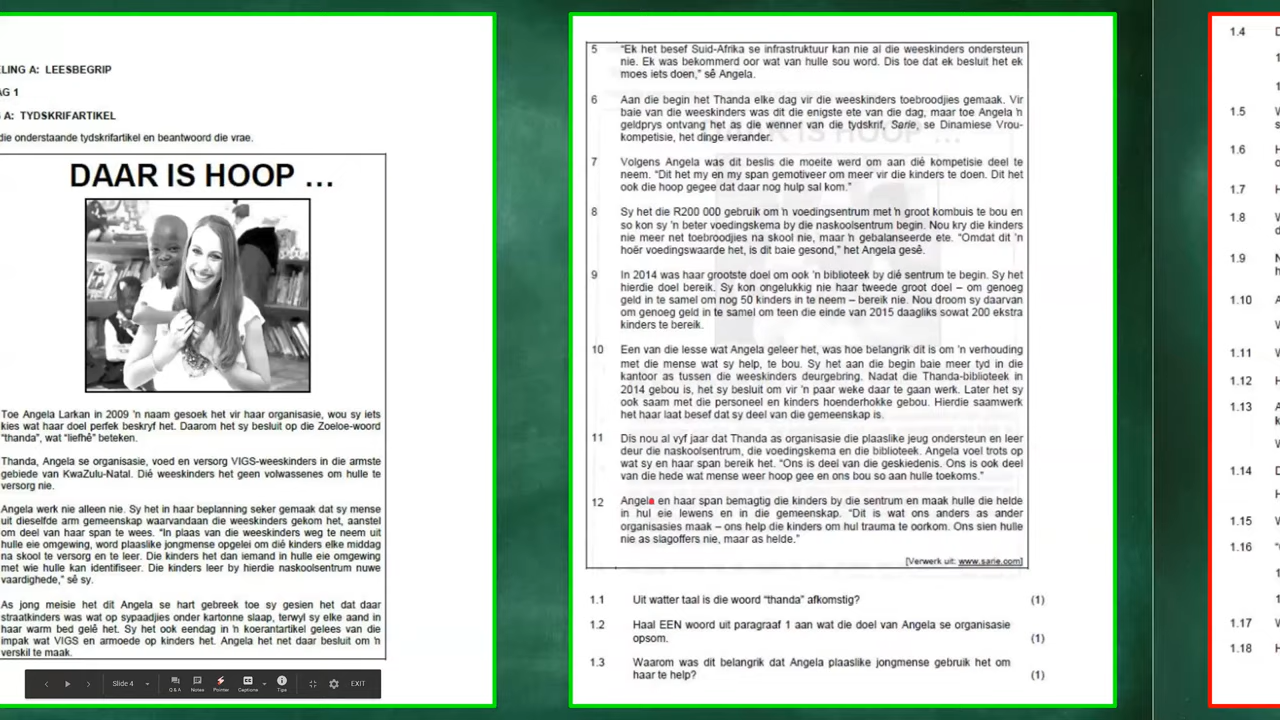 ELING A: LEESBEGRIP
AG 1
S A: TYDSKRIFARTIKEL
die onderstaande tydskrifartikel en beantwoord die vrae.
DAAR IS HOOP …
Toe Angela Larkan in 2009 'n naam gesoek het vir haar organisasie, wou sy iets
kies wat haar doel perfek beskryf het. Daarom het sy besluit op die Zoeloe-woord
“thanda”, wat “liefhê” beteken.
Thanda, Angela se organisasie, voed en versorg VIGS-weeskinders in die armste
gebiede van KwaZulu-Natal. Dié weeskinders het geen volwassenes om hulle te
versorg nie.
Angela werk nie alleen nie. Sy het in haar beplanning seker gemaak dat sy mense
uit dieselfde arm gemeenskap waarvandaan die weeskinders gekom het, aanstel
om deel van haar span te wees. “In plaas van die weeskinders weg te neem uit
hulle eie omgewing, word plaaslike jongmense opgelei om dié kinders elke middag
na skool te versorg en te leer. Die kinders het dan iemand in hulle eie omgewing
met wie hulle kan identifiseer. Die kinders leer by hierdie naskoolsentrum nuwe
vaardighede,” sê sy.
As jong meisie het dit Angela se hart gebreek toe sy gesien het dat daar
straatkinders was wat op sypaadjies onder kartonne slaap, terwyl sy elke aand in
haar warm bed gelê het. Sy het ook eendag in 'n koerantartikel gelees van die
impak wat VIGS en armoede op kinders het. Angela het net daar besluit om 'n
verskil te maak.
Slide 4
Q & A
Notes
Pointer
Captions
Tips
EXIT
5 “Ek het besef Suid-Afrika se infrastruktuur kan nie al die weeskinders ondersteun
nie. Ek was bekommerd oor wat van hulle sou word. Dis toe dat ek besluit het ek
moes iets doen,” sê Angela.
6 Aan die begin het Thanda elke dag vir die weeskinders toebroodjies gemaak. Vir
baie van die weeskinders was dit die enigste ete van die dag, maar toe Angela 'n
geldprys ontvang het as die wenner van die tydskrif, Sarie, se Dinamiese Vrou-
kompetisie, het dinge verander.
7 Volgens Angela was dit beslis die moeite werd om aan dié kompetisie deel te
neem. “Dit het my en my span gemotiveer om meer vir die kinders te doen. Dit het
ook die hoop gegee dat daar nog hulp sal kom.”
8 Sy het die R200 000 gebruik om 'n voedingsentrum met 'n groot kombuis te bou en
so kon sy 'n beter voedingskema by die naskoolsentrum begin. Nou kry die kinders
nie meer net toebroodjies na skool nie, maar 'n gebalanseerde ete. “Omdat dit 'n
hoër voedingswaarde het, is dit baie gesond,” het Angela gesê.
9 In 2014 was haar grootste doel om ook 'n biblioteek by dié sentrum te begin. Sy het
hierdie doel bereik. Sy kon ongelukkig nie haar tweede groot doel – om genoeg
geld in te samel om nog 50 kinders in te neem – bereik nie. Nou droom sy daarvan
om genoeg geld in te samel om teen die einde van 2015 daagliks sowat 200 ekstra
kinders te bereik.
10 Een van die lesse wat Angela geleer het, was hoe belangrik dit is om 'n verhouding
met die mense wat sy help, te bou. Sy het aan die begin baie meer tyd in die
kantoor as tussen die weeskinders deurgebring. Nadat die Thanda-biblioteek in
2014 gebou is, het sy besluit om vir 'n paar weke daar te gaan werk. Later het sy
ook saam met die personeel en kinders hoenderhokke gebou. Hierdie saamwerk
het haar laat besef dat sy deel van die gemeenskap is.
11 Dis nou al vyf jaar dat Thanda as organisasie die plaaslike jeug ondersteun en leer
deur die naskoolsentrum, die voedingskema en die biblioteek. Angela voel trots op
wat sy en haar span bereik het. “Ons is deel van die geskiedenis. Ons is ook deel
van die hede wat mense weer hoop gee en ons bou so aan hulle toekoms.”
12 Angela en haar span bemagtig die kinders by die sentrum en maak hulle die helde
in hul eie lewens en in die gemeenskap. “Dit is wat ons anders as ander
organisasies maak – ons help die kinders om hul trauma te oorkom. Ons sien hulle
nie as slagoffers nie, maar as helde.”
[Verwerk uit: www.sarie.com]
1.1 Uit watter taal is die woord “thanda” afkomstig? (1)
1.2 Haal EEN woord uit paragraaf 1 aan wat die doel van Angela se organisasie
opsom. (1)
1.3 Waarom was dit belangrik dat Angela plaaslike jongmense gebruik het om
haar te help? (1)
1.4
1.5
1.6
1.7
1.8
1.9
1.10
1.11
1.12
1.13
1.14
1.15
1.16
1.17
1.18